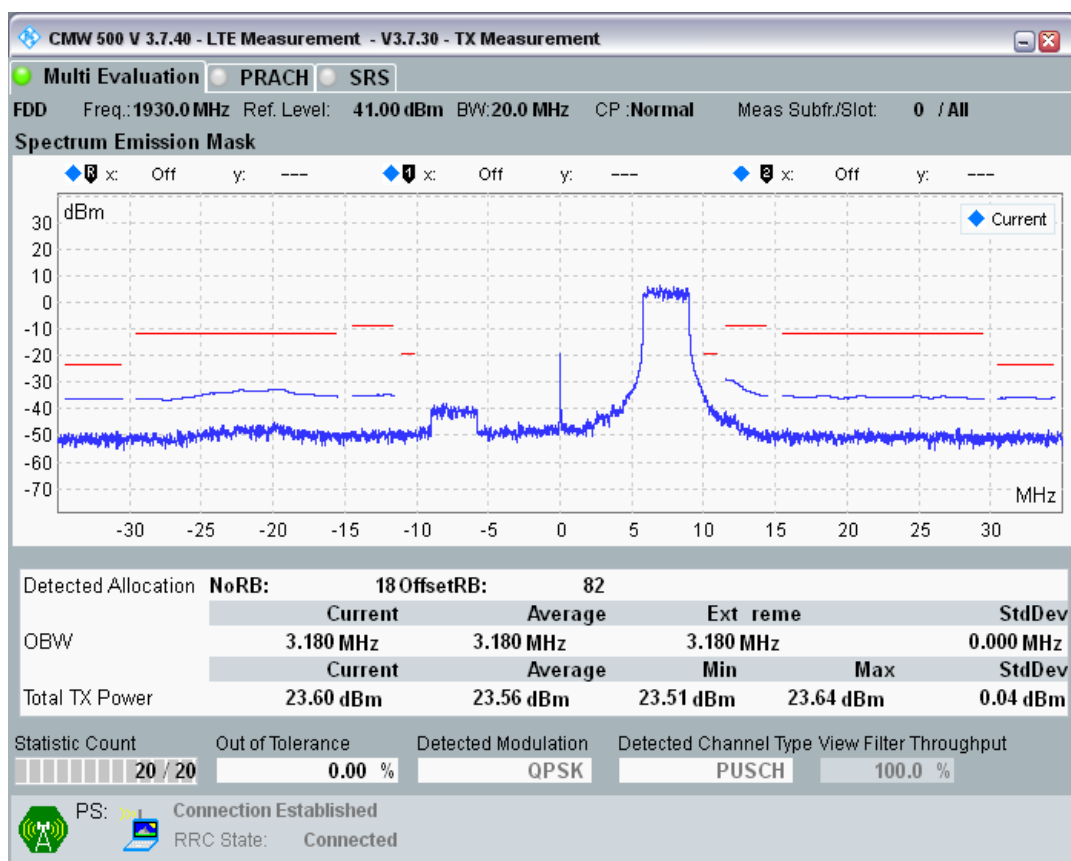 CMW 500 V 3.7.40 - LTE Measurement - V3.7.30 - TX Measurement
Multi Evaluation PRACH SRS
FDD Freq.: 1930.0 MHz Ref. Level: 41.00 dBm BW: 20.0 MHz CP : Normal Meas Subfr./Slot: 0 / All
Spectrum Emission Mask
R x: Off y: --- 1 x: Off y: --- 2 x: Off y: ---
dBm
Current
30
20
10
0
-10
-20
-30
-40
-50
-60
-70
MHz
-30 -25 -20 -15 -10 -5 0 5 10 15 20 25 30
Detected Allocation NoRB: 18 OffsetRB: 82
Current Average Ext reme StdDev
OBW 3.180 MHz 3.180 MHz 3.180 MHz 0.000 MHz
Current Average Min Max StdDev
Total TX Power 23.60 dBm 23.56 dBm 23.51 dBm 23.64 dBm 0.04 dBm
Statistic Count Out of Tolerance Detected Modulation Detected Channel Type View Filter Throughput
20 / 20 0.00 % QPSK PUSCH 100.0 %
PS: Connection Established
RRC State: Connected